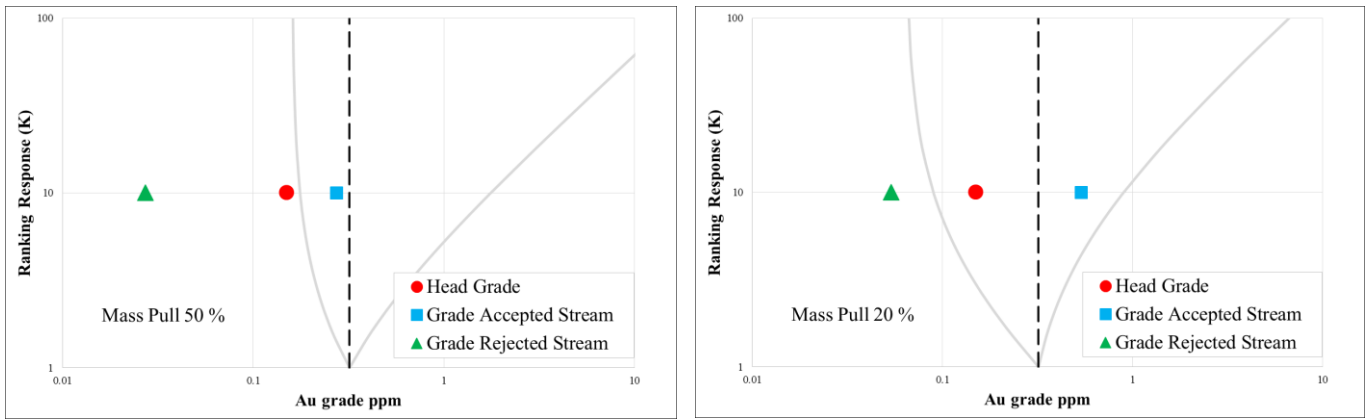 100
10
1
Ranking Response (K)
Mass Pull 50 %
Head Grade
Grade Accepted Stream
Grade Rejected Stream
0.01
0.1
1
10
Au grade ppm
100
10
1
Ranking Response (K)
Mass Pull 20 %
Head Grade
Grade Accepted Stream
Grade Rejected Stream
0.01
0.1
1
10
Au grade ppm